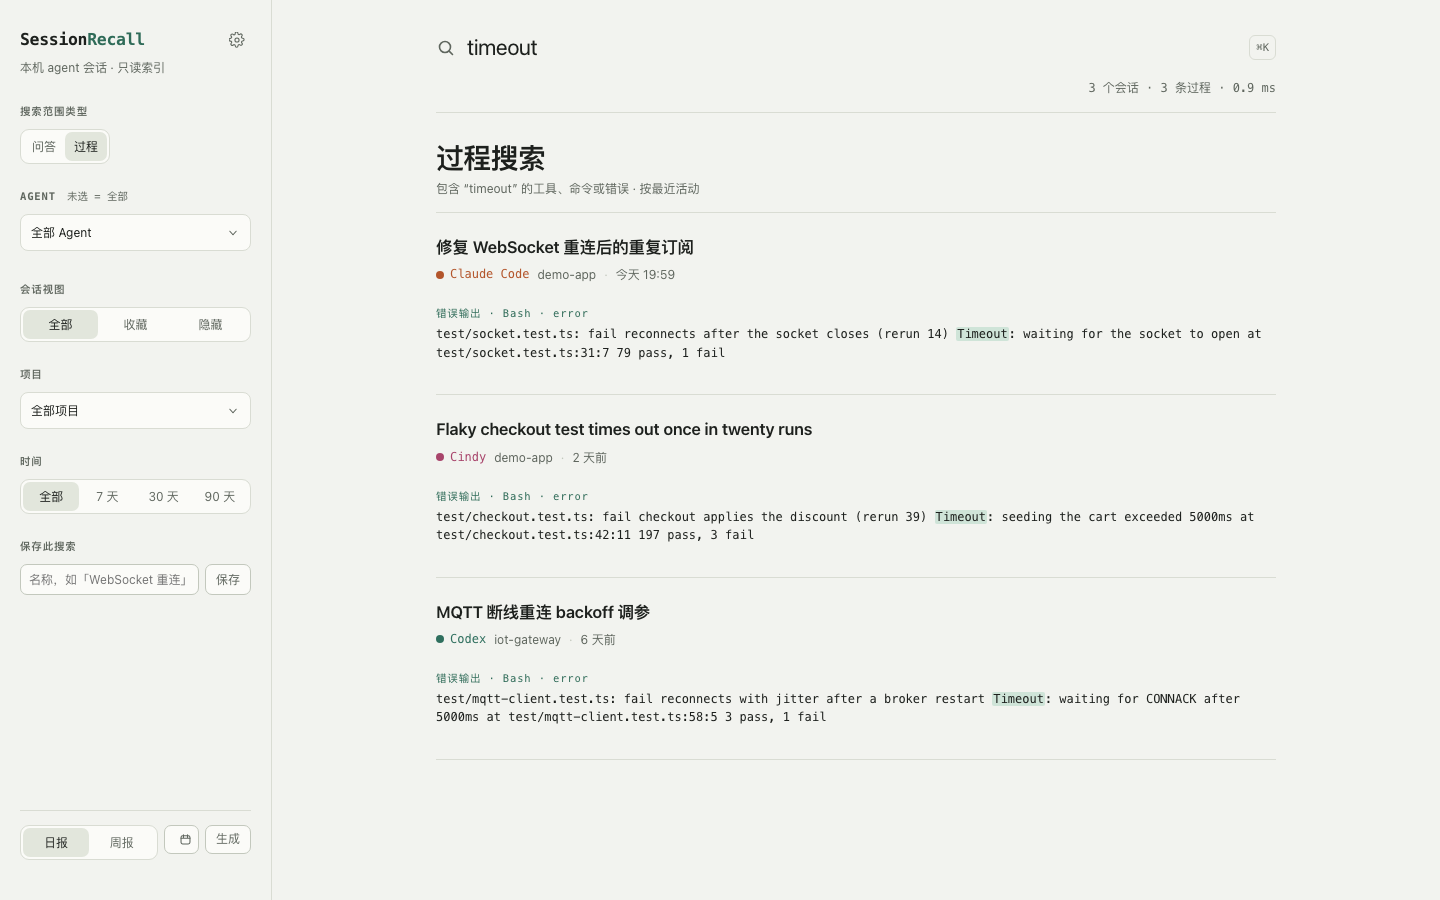 SessionRecall
本机 agent 会话 · 只读索引
搜索范围类型
问答 过程
AGENT 未选 = 全部
全部 Agent
会话视图
全部 收藏 隐藏
项目
全部项目
时间
全部 7 天 30 天 90 天
保存此搜索
名称，如「WebSocket 重连」 保存
日报 周报 生成
timeout
⌘K
3 个会话 · 3 条过程 · 0.9 ms
过程搜索
包含 “timeout” 的工具、命令或错误 · 按最近活动
修复 WebSocket 重连后的重复订阅
Claude Code demo-app · 今天 19:59
错误输出 · Bash · error
test/socket.test.ts: fail reconnects after the socket closes (rerun 14) Timeout: waiting for the socket to open at
test/socket.test.ts:31:7 79 pass, 1 fail
Flaky checkout test times out once in twenty runs
Cindy demo-app · 2 天前
错误输出 · Bash · error
test/checkout.test.ts: fail checkout applies the discount (rerun 39) Timeout: seeding the cart exceeded 5000ms at
test/checkout.test.ts:42:11 197 pass, 3 fail
MQTT 断线重连 backoff 调参
Codex iot-gateway · 6 天前
错误输出 · Bash · error
test/mqtt-client.test.ts: fail reconnects with jitter after a broker restart Timeout: waiting for CONNACK after
5000ms at test/mqtt-client.test.ts:58:5 3 pass, 1 fail